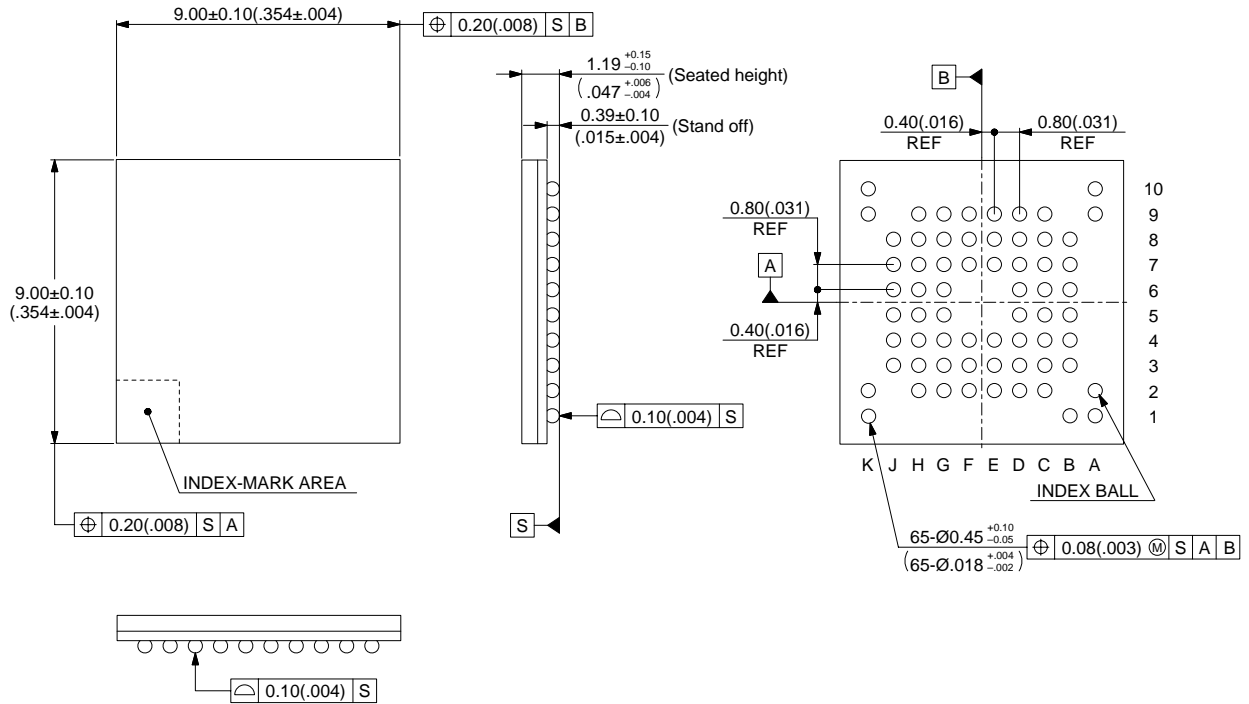 9.00±0.10(.354±.004)
⌖ 0.20(.008) S B
1.19 +0.15 −0.10 (Seated height)
(.047 +.006 −.004)
0.39±0.10 (Stand off)
(.015±.004)
B
0.40(.016) REF
0.80(.031) REF
0.80(.031) REF
A
0.40(.016) REF
10
9
8
7
6
5
4
3
2
1
K J H G F E D C B A
INDEX BALL
9.00±0.10
(.354±.004)
INDEX-MARK AREA
⌖ 0.20(.008) S A
⌓ 0.10(.004) S
S
65-Ø0.45 +0.10 −0.05
(65-Ø.018 +.004 −.002)
⌖ 0.08(.003) Ⓜ S A B
⌓ 0.10(.004) S